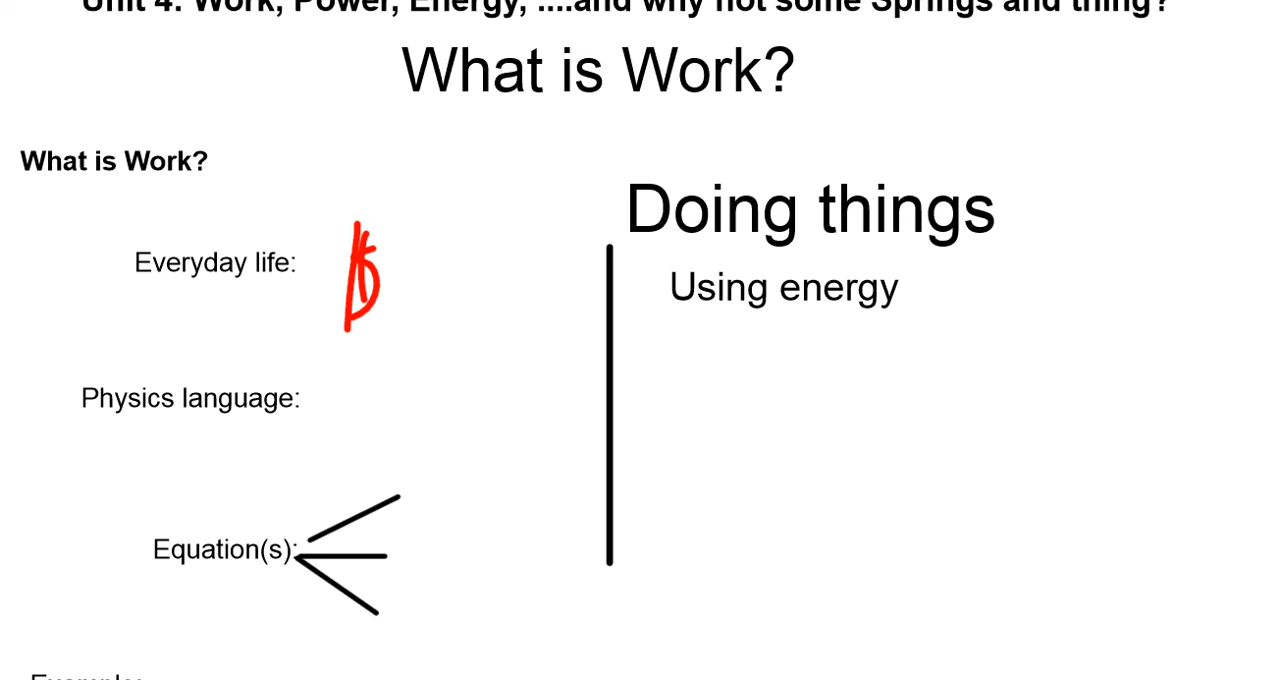 Unit 4: Work, Power, Energy, ....and why not some Springs and thing?
What is Work?
What is Work?
Doing things
Everyday life:
Using energy
Physics language:
Equation(s):